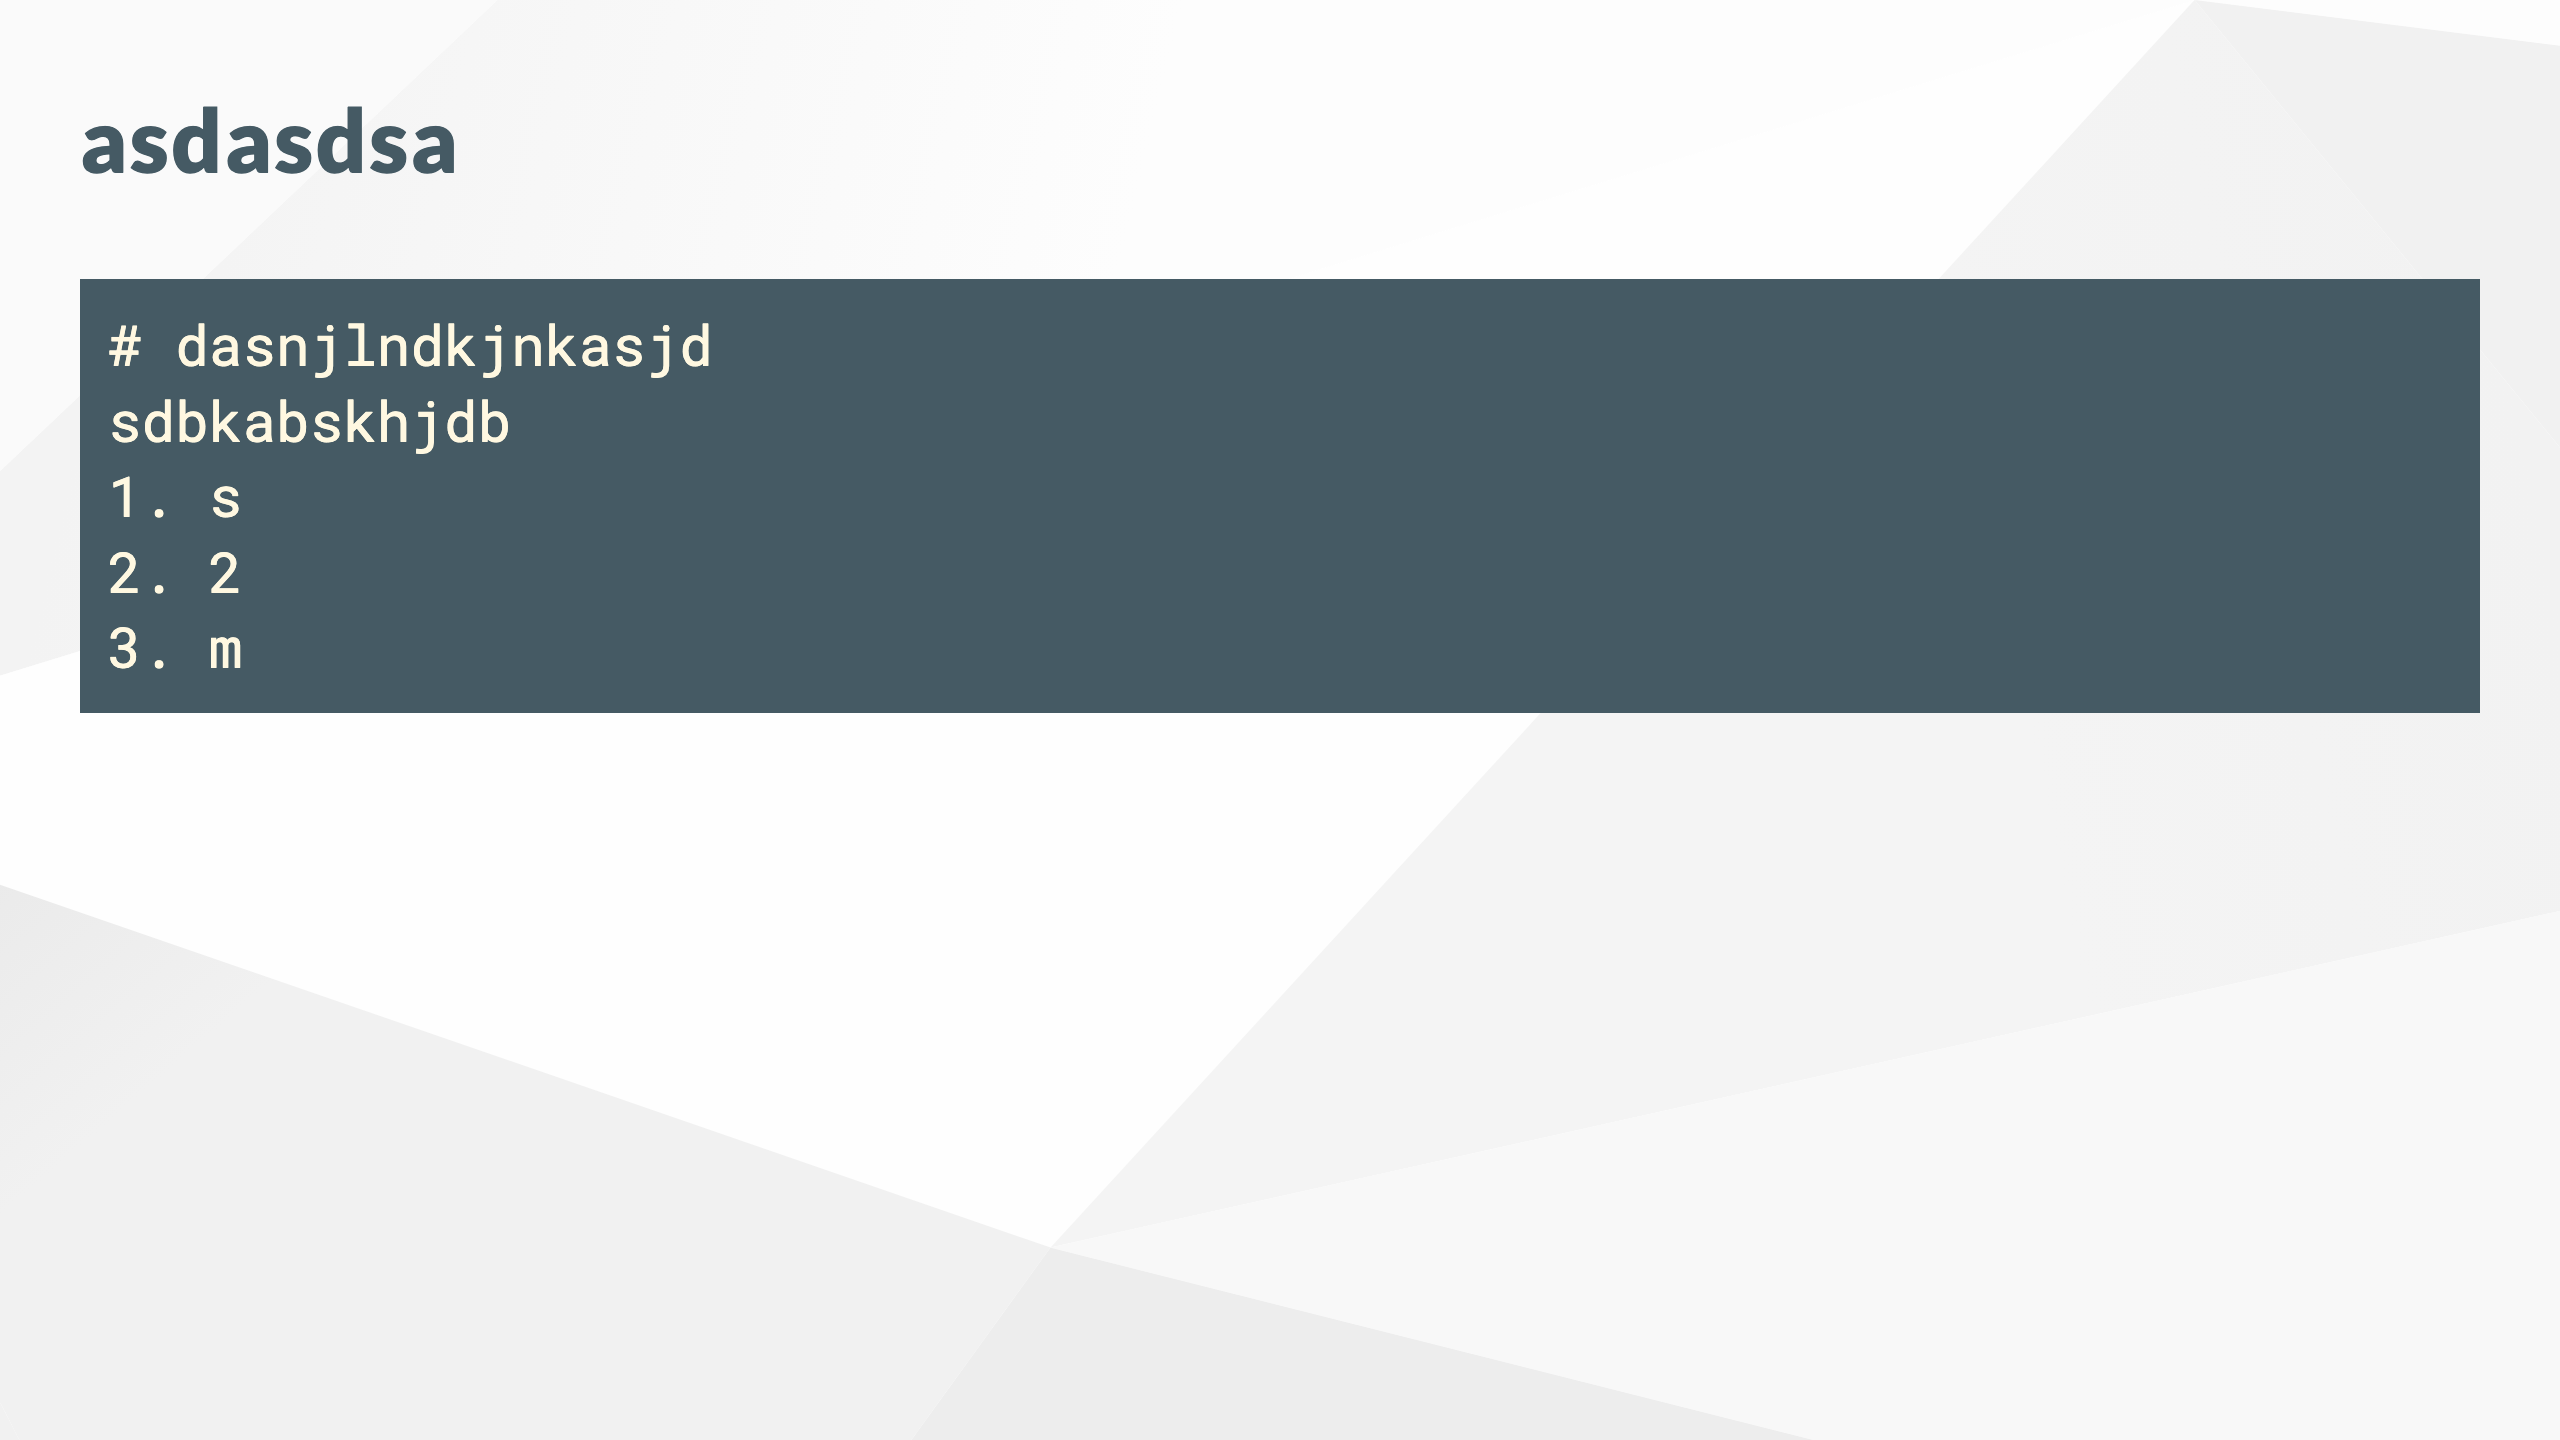 asdasdsa
# dasnjlndkjnkasjd
sdbkabskhjdb
1. s
2. 2
3. m